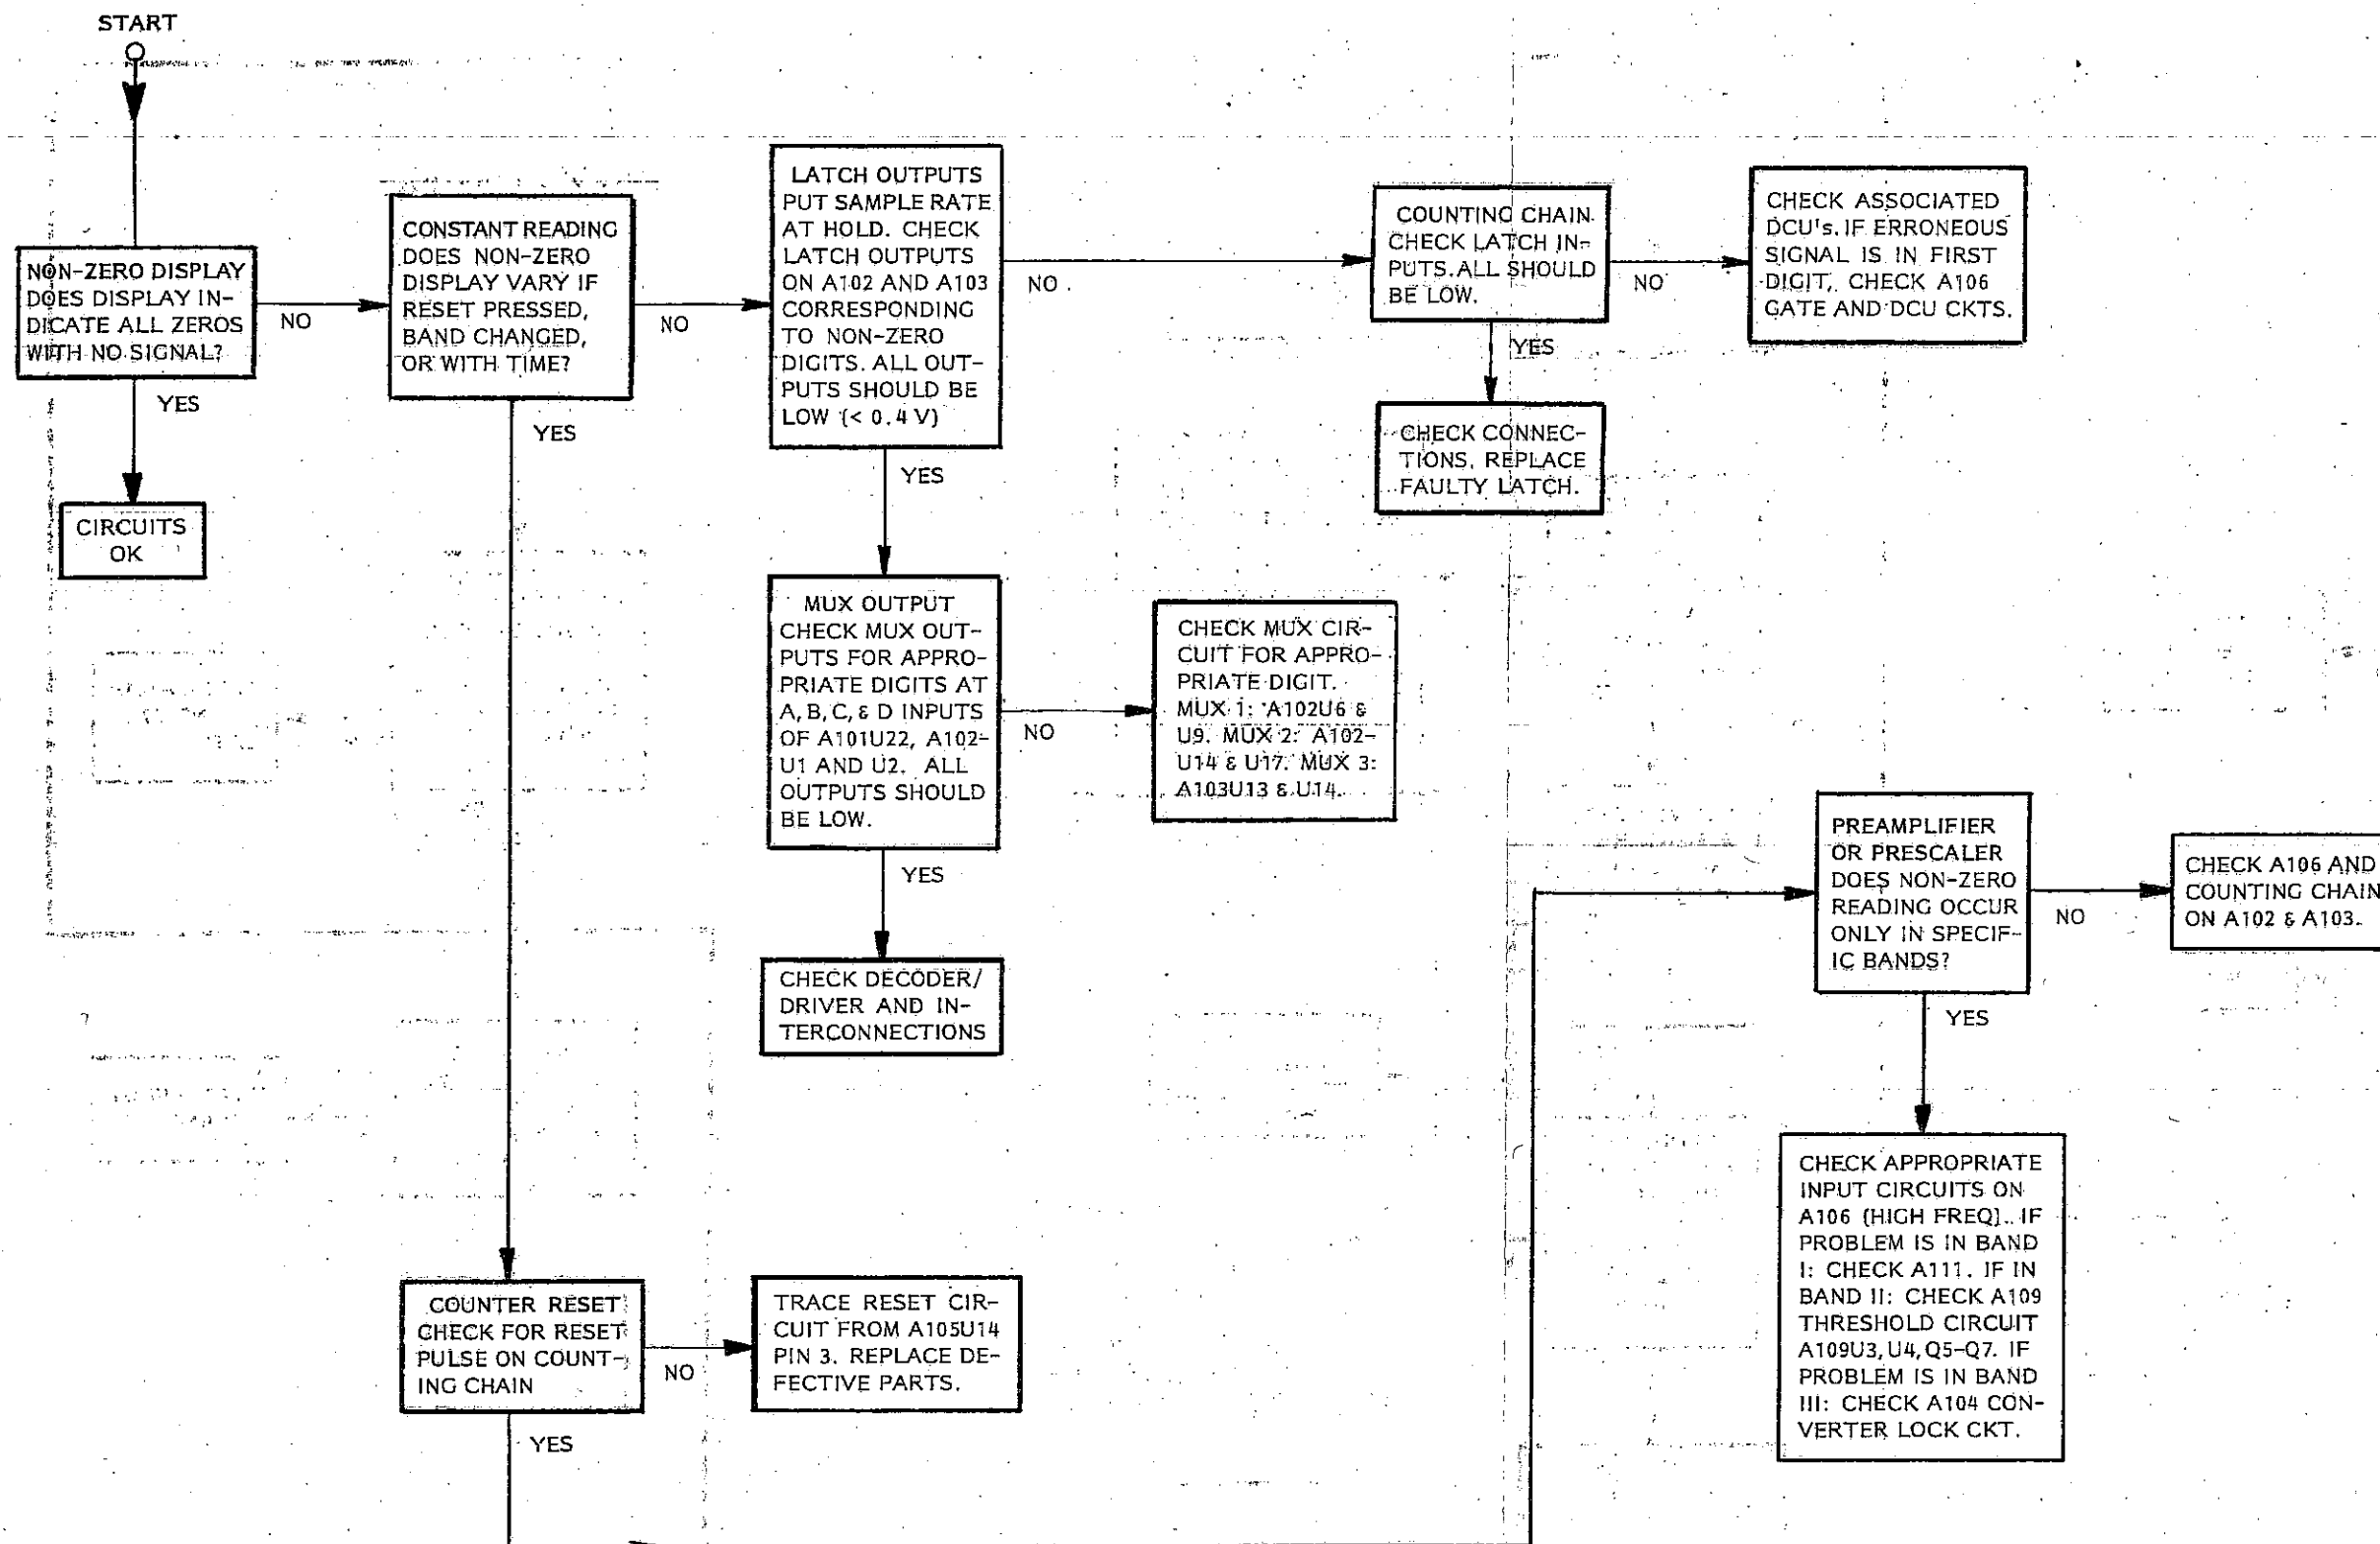 START
NON-ZERO DISPLAY
DOES DISPLAY IN-
DICATE ALL ZEROS
WITH NO SIGNAL?
NO
YES
CIRCUITS
OK
CONSTANT READING
DOES NON-ZERO
DISPLAY VARY IF
RESET PRESSED,
BAND CHANGED,
OR WITH TIME?
NO
YES
LATCH OUTPUTS
PUT SAMPLE RATE
AT HOLD. CHECK
LATCH OUTPUTS
ON A102 AND A103
CORRESPONDING
TO NON-ZERO
DIGITS. ALL OUT-
PUTS SHOULD BE
LOW (< 0.4 V)
NO
YES
COUNTING CHAIN
CHECK LATCH IN-
PUTS. ALL SHOULD
BE LOW.
NO
YES
CHECK ASSOCIATED
DCU's. IF ERRONEOUS
SIGNAL IS IN FIRST
DIGIT, CHECK A106
GATE AND DCU CKTS.
CHECK CONNEC-
TIONS, REPLACE
FAULTY LATCH.
MUX OUTPUT
CHECK MUX OUT-
PUTS FOR APPRO-
PRIATE DIGITS AT
A, B, C, & D INPUTS
OF A101U22, A102-
U1 AND U2. ALL
OUTPUTS SHOULD
BE LOW.
NO
YES
CHECK MUX CIR-
CUIT FOR APPRO-
PRIATE DIGIT.
MUX 1: A102U6 &
U9. MUX 2: A102-
U14 & U17. MUX 3:
A103U13 & U14.
CHECK DECODER/
DRIVER AND IN-
TERCONNECTIONS
PREAMPLIFIER
OR PRESCALER
DOES NON-ZERO
READING OCCUR
ONLY IN SPECIF-
IC BANDS?
NO
YES
CHECK A106 AND
COUNTING CHAIN
ON A102 & A103.
CHECK APPROPRIATE
INPUT CIRCUITS ON
A106 (HIGH FREQ). IF
PROBLEM IS IN BAND
I: CHECK A111. IF IN
BAND II: CHECK A109
THRESHOLD CIRCUIT
A109U3, U4, Q5-Q7. IF
PROBLEM IS IN BAND
III: CHECK A104 CON-
VERTER LOCK CKT.
COUNTER RESET
CHECK FOR RESET
PULSE ON COUNT-
ING CHAIN
NO
YES
TRACE RESET CIR-
CUIT FROM A105U14
PIN 3. REPLACE DE-
FECTIVE PARTS.